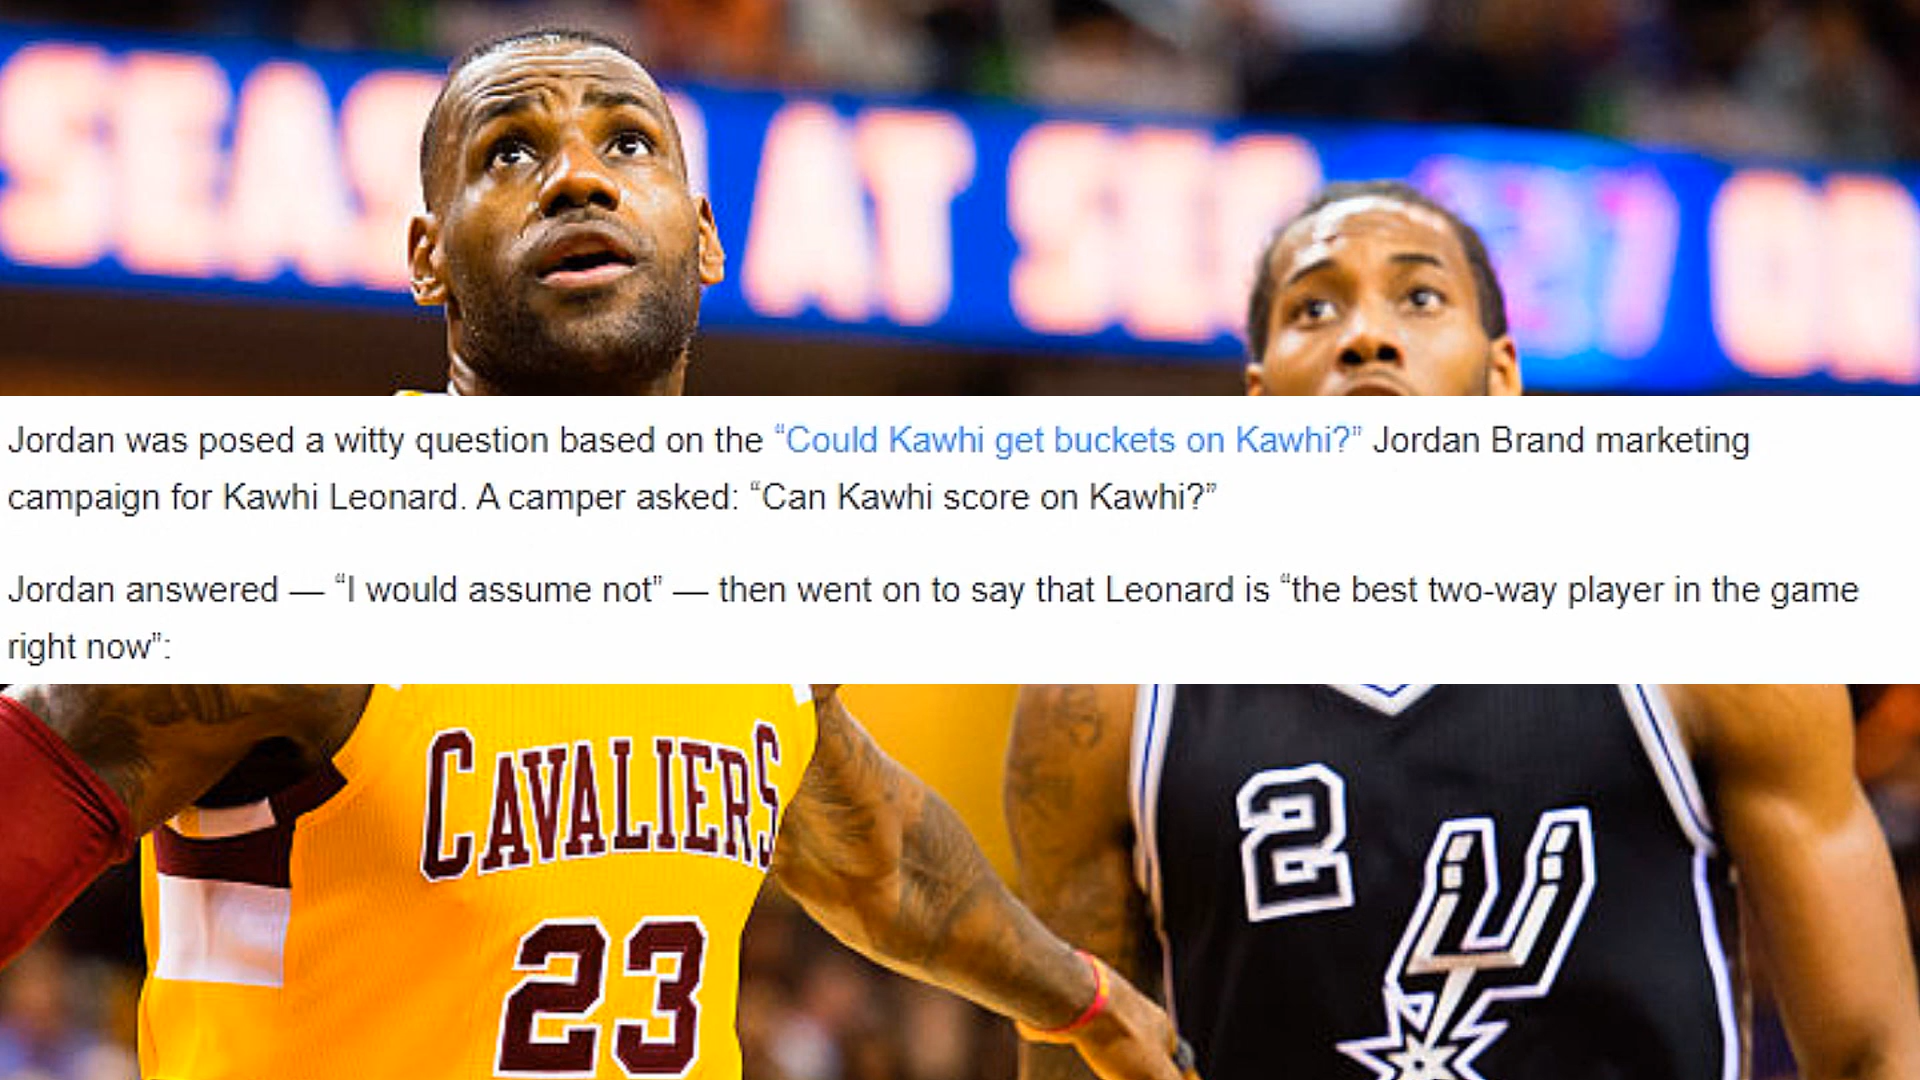 SEAS AT
Jordan was posed a witty question based on the “Could Kawhi get buckets on Kawhi?” Jordan Brand marketing
campaign for Kawhi Leonard. A camper asked: “Can Kawhi score on Kawhi?”
Jordan answered — “I would assume not” — then went on to say that Leonard is “the best two-way player in the game
right now”:
CAVALIERS
23
2